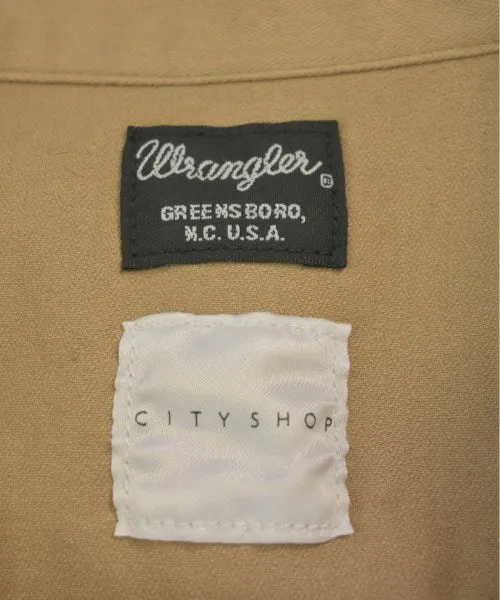 Wrangler
GREENSBORO,
N.C. U.S.A.
CITYSHOP